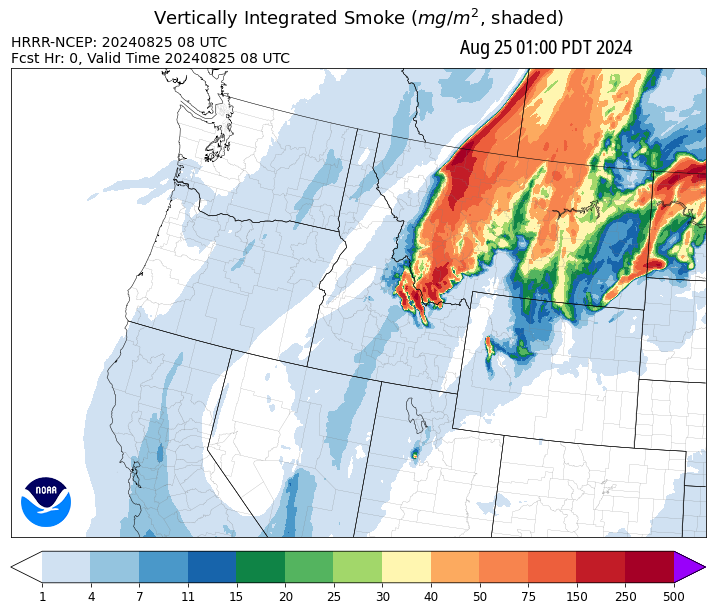 Vertically Integrated Smoke (mg/m², shaded)
HRRR-NCEP: 20240825 08 UTC
Aug 25 01:00 PDT 2024
Fcst Hr: 0, Valid Time 20240825 08 UTC
NOAA
1 4 7 11 15 20 25 30 40 50 75 150 250 500